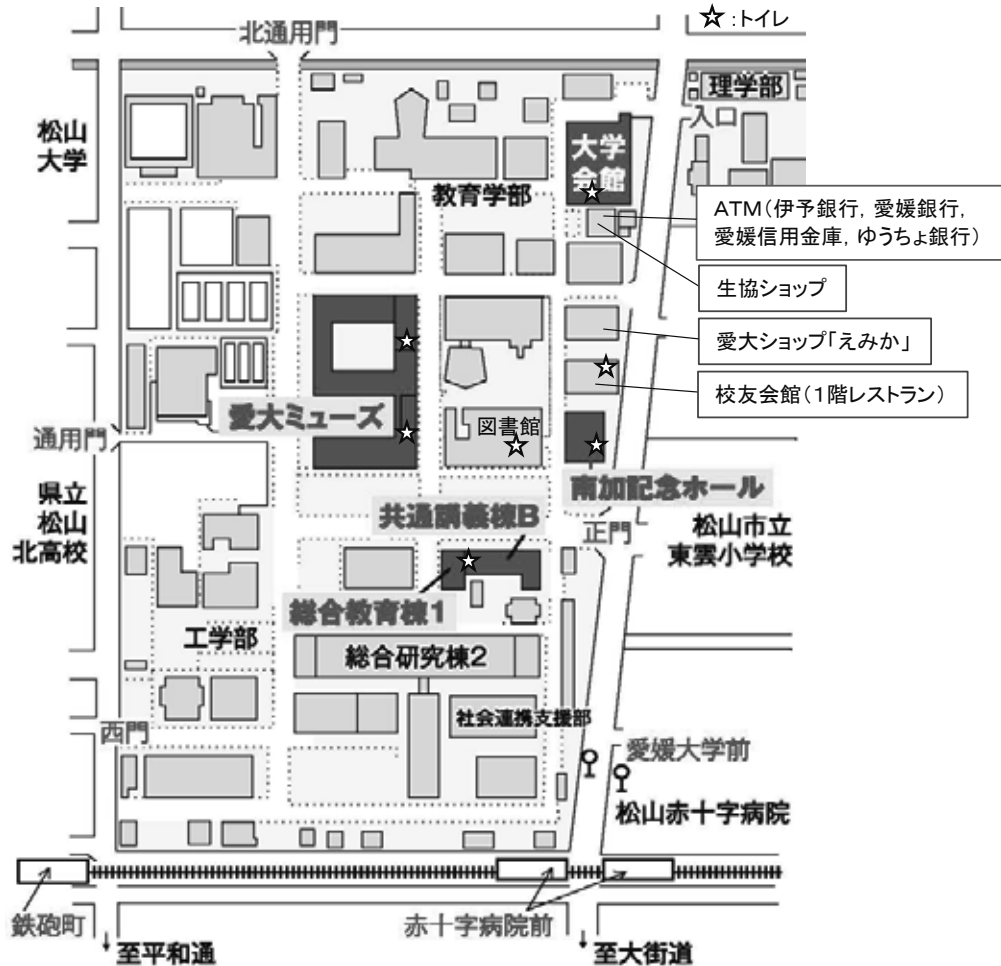 ☆:トイレ
北通用門
理学部
入口
松山
大学
大学
会館
教育学部
ATM(伊予銀行,愛媛銀行,
愛媛信用金庫,ゆうちょ銀行)
生協ショップ
愛大ショップ「えみか」
校友会館(1階レストラン)
愛大ミューズ
図書館
通用門
南加記念ホール
県立
松山
北高校
共通講義棟B
正門
松山市立
東雲小学校
総合教育棟1
工学部
総合研究棟2
社会連携支援部
西門
愛媛大学前
松山赤十字病院
鉄砲町
赤十字病院前
至平和通
至大街道